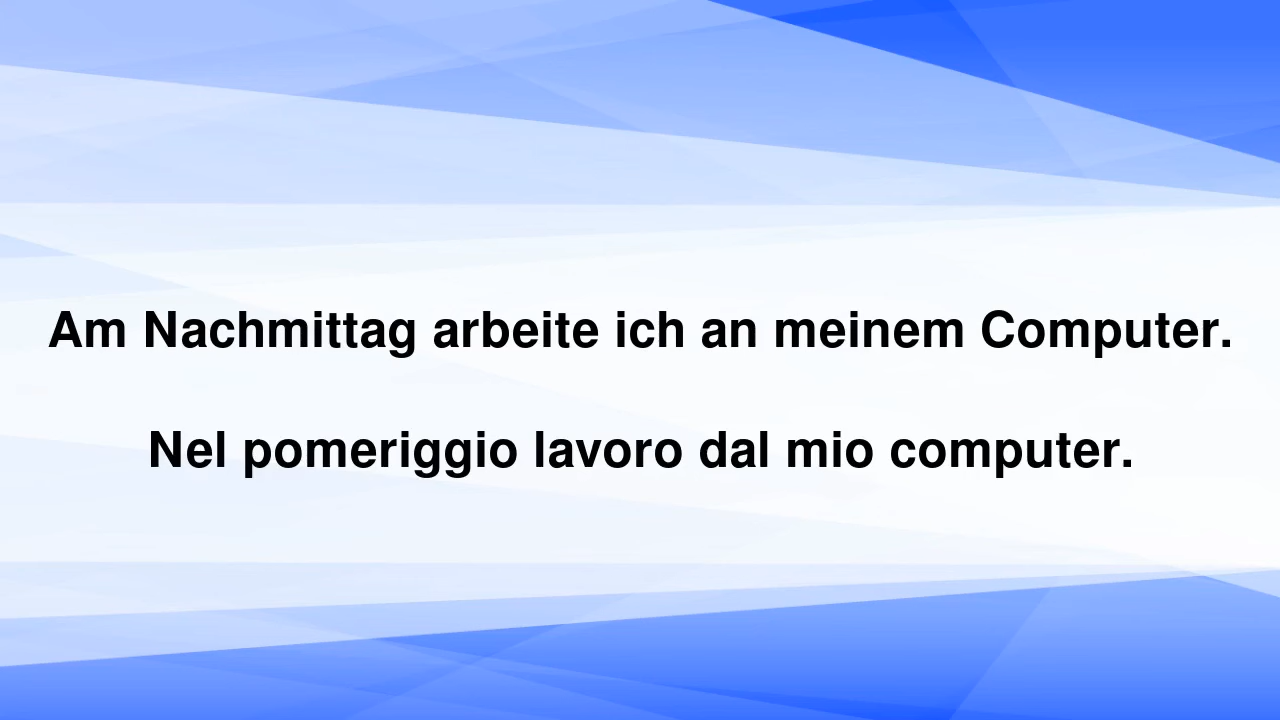 Am Nachmittag arbeite ich an meinem Computer.
Nel pomeriggio lavoro dal mio computer.